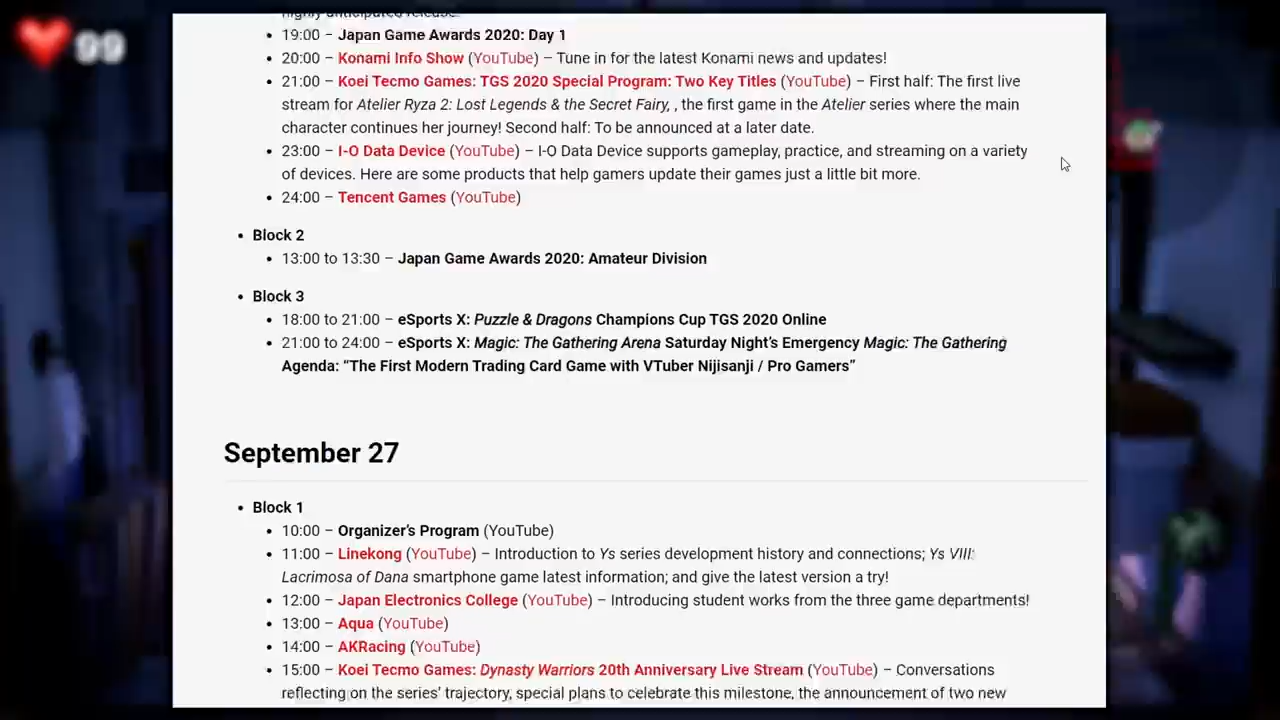 99
highly anticipated release.
19:00 – Japan Game Awards 2020: Day 1
20:00 – Konami Info Show (YouTube) – Tune in for the latest Konami news and updates!
21:00 – Koei Tecmo Games: TGS 2020 Special Program: Two Key Titles (YouTube) – First half: The first live
stream for Atelier Ryza 2: Lost Legends & the Secret Fairy, , the first game in the Atelier series where the main
character continues her journey! Second half: To be announced at a later date.
23:00 – I-O Data Device (YouTube) – I-O Data Device supports gameplay, practice, and streaming on a variety
of devices. Here are some products that help gamers update their games just a little bit more.
24:00 – Tencent Games (YouTube)
Block 2
13:00 to 13:30 – Japan Game Awards 2020: Amateur Division
Block 3
18:00 to 21:00 – eSports X: Puzzle & Dragons Champions Cup TGS 2020 Online
21:00 to 24:00 – eSports X: Magic: The Gathering Arena Saturday Night's Emergency Magic: The Gathering
Agenda: “The First Modern Trading Card Game with VTuber Nijisanji / Pro Gamers”
September 27
Block 1
10:00 – Organizer’s Program (YouTube)
11:00 – Linekong (YouTube) – Introduction to Ys series development history and connections; Ys VIII:
Lacrimosa of Dana smartphone game latest information; and give the latest version a try!
12:00 – Japan Electronics College (YouTube) – Introducing student works from the three game departments!
13:00 – Aqua (YouTube)
14:00 – AKRacing (YouTube)
15:00 – Koei Tecmo Games: Dynasty Warriors 20th Anniversary Live Stream (YouTube) – Conversations
reflecting on the series’ trajectory, special plans to celebrate this milestone, the announcement of two new